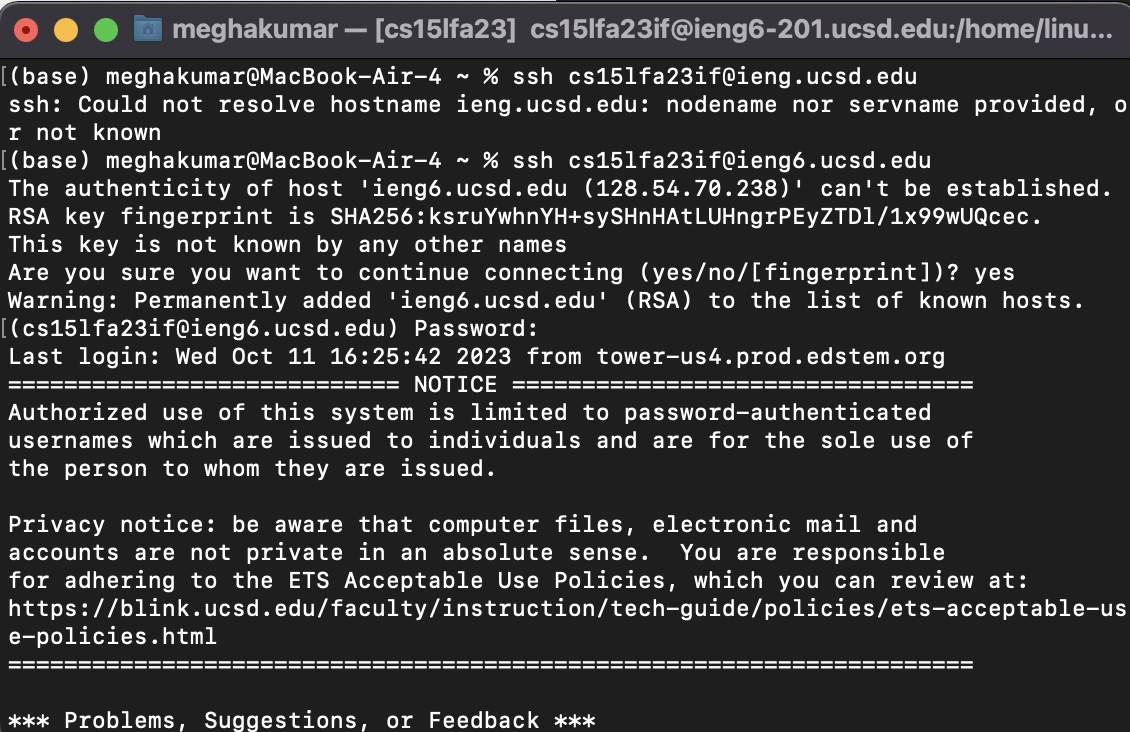 meghakumar — [cs15lfa23] cs15lfa23if@ieng6-201.ucsd.edu:/home/linu...
[(base) meghakumar@MacBook-Air-4 ~ % ssh cs15lfa23if@ieng.ucsd.edu
ssh: Could not resolve hostname ieng.ucsd.edu: nodename nor servname provided, o
r not known
[(base) meghakumar@MacBook-Air-4 ~ % ssh cs15lfa23if@ieng6.ucsd.edu
The authenticity of host 'ieng6.ucsd.edu (128.54.70.238)' can't be established.
RSA key fingerprint is SHA256:ksruYwhnYH+sySHnHAtLUHngrPEyZTDl/1x99wUQcec.
This key is not known by any other names
Are you sure you want to continue connecting (yes/no/[fingerprint])? yes
Warning: Permanently added 'ieng6.ucsd.edu' (RSA) to the list of known hosts.
[(cs15lfa23if@ieng6.ucsd.edu) Password:
Last login: Wed Oct 11 16:25:42 2023 from tower-us4.prod.edstem.org
============================ NOTICE =================================
Authorized use of this system is limited to password-authenticated
usernames which are issued to individuals and are for the sole use of
the person to whom they are issued.

Privacy notice: be aware that computer files, electronic mail and
accounts are not private in an absolute sense.  You are responsible
for adhering to the ETS Acceptable Use Policies, which you can review at:
https://blink.ucsd.edu/faculty/instruction/tech-guide/policies/ets-acceptable-us
e-policies.html
=====================================================================

*** Problems, Suggestions, or Feedback ***